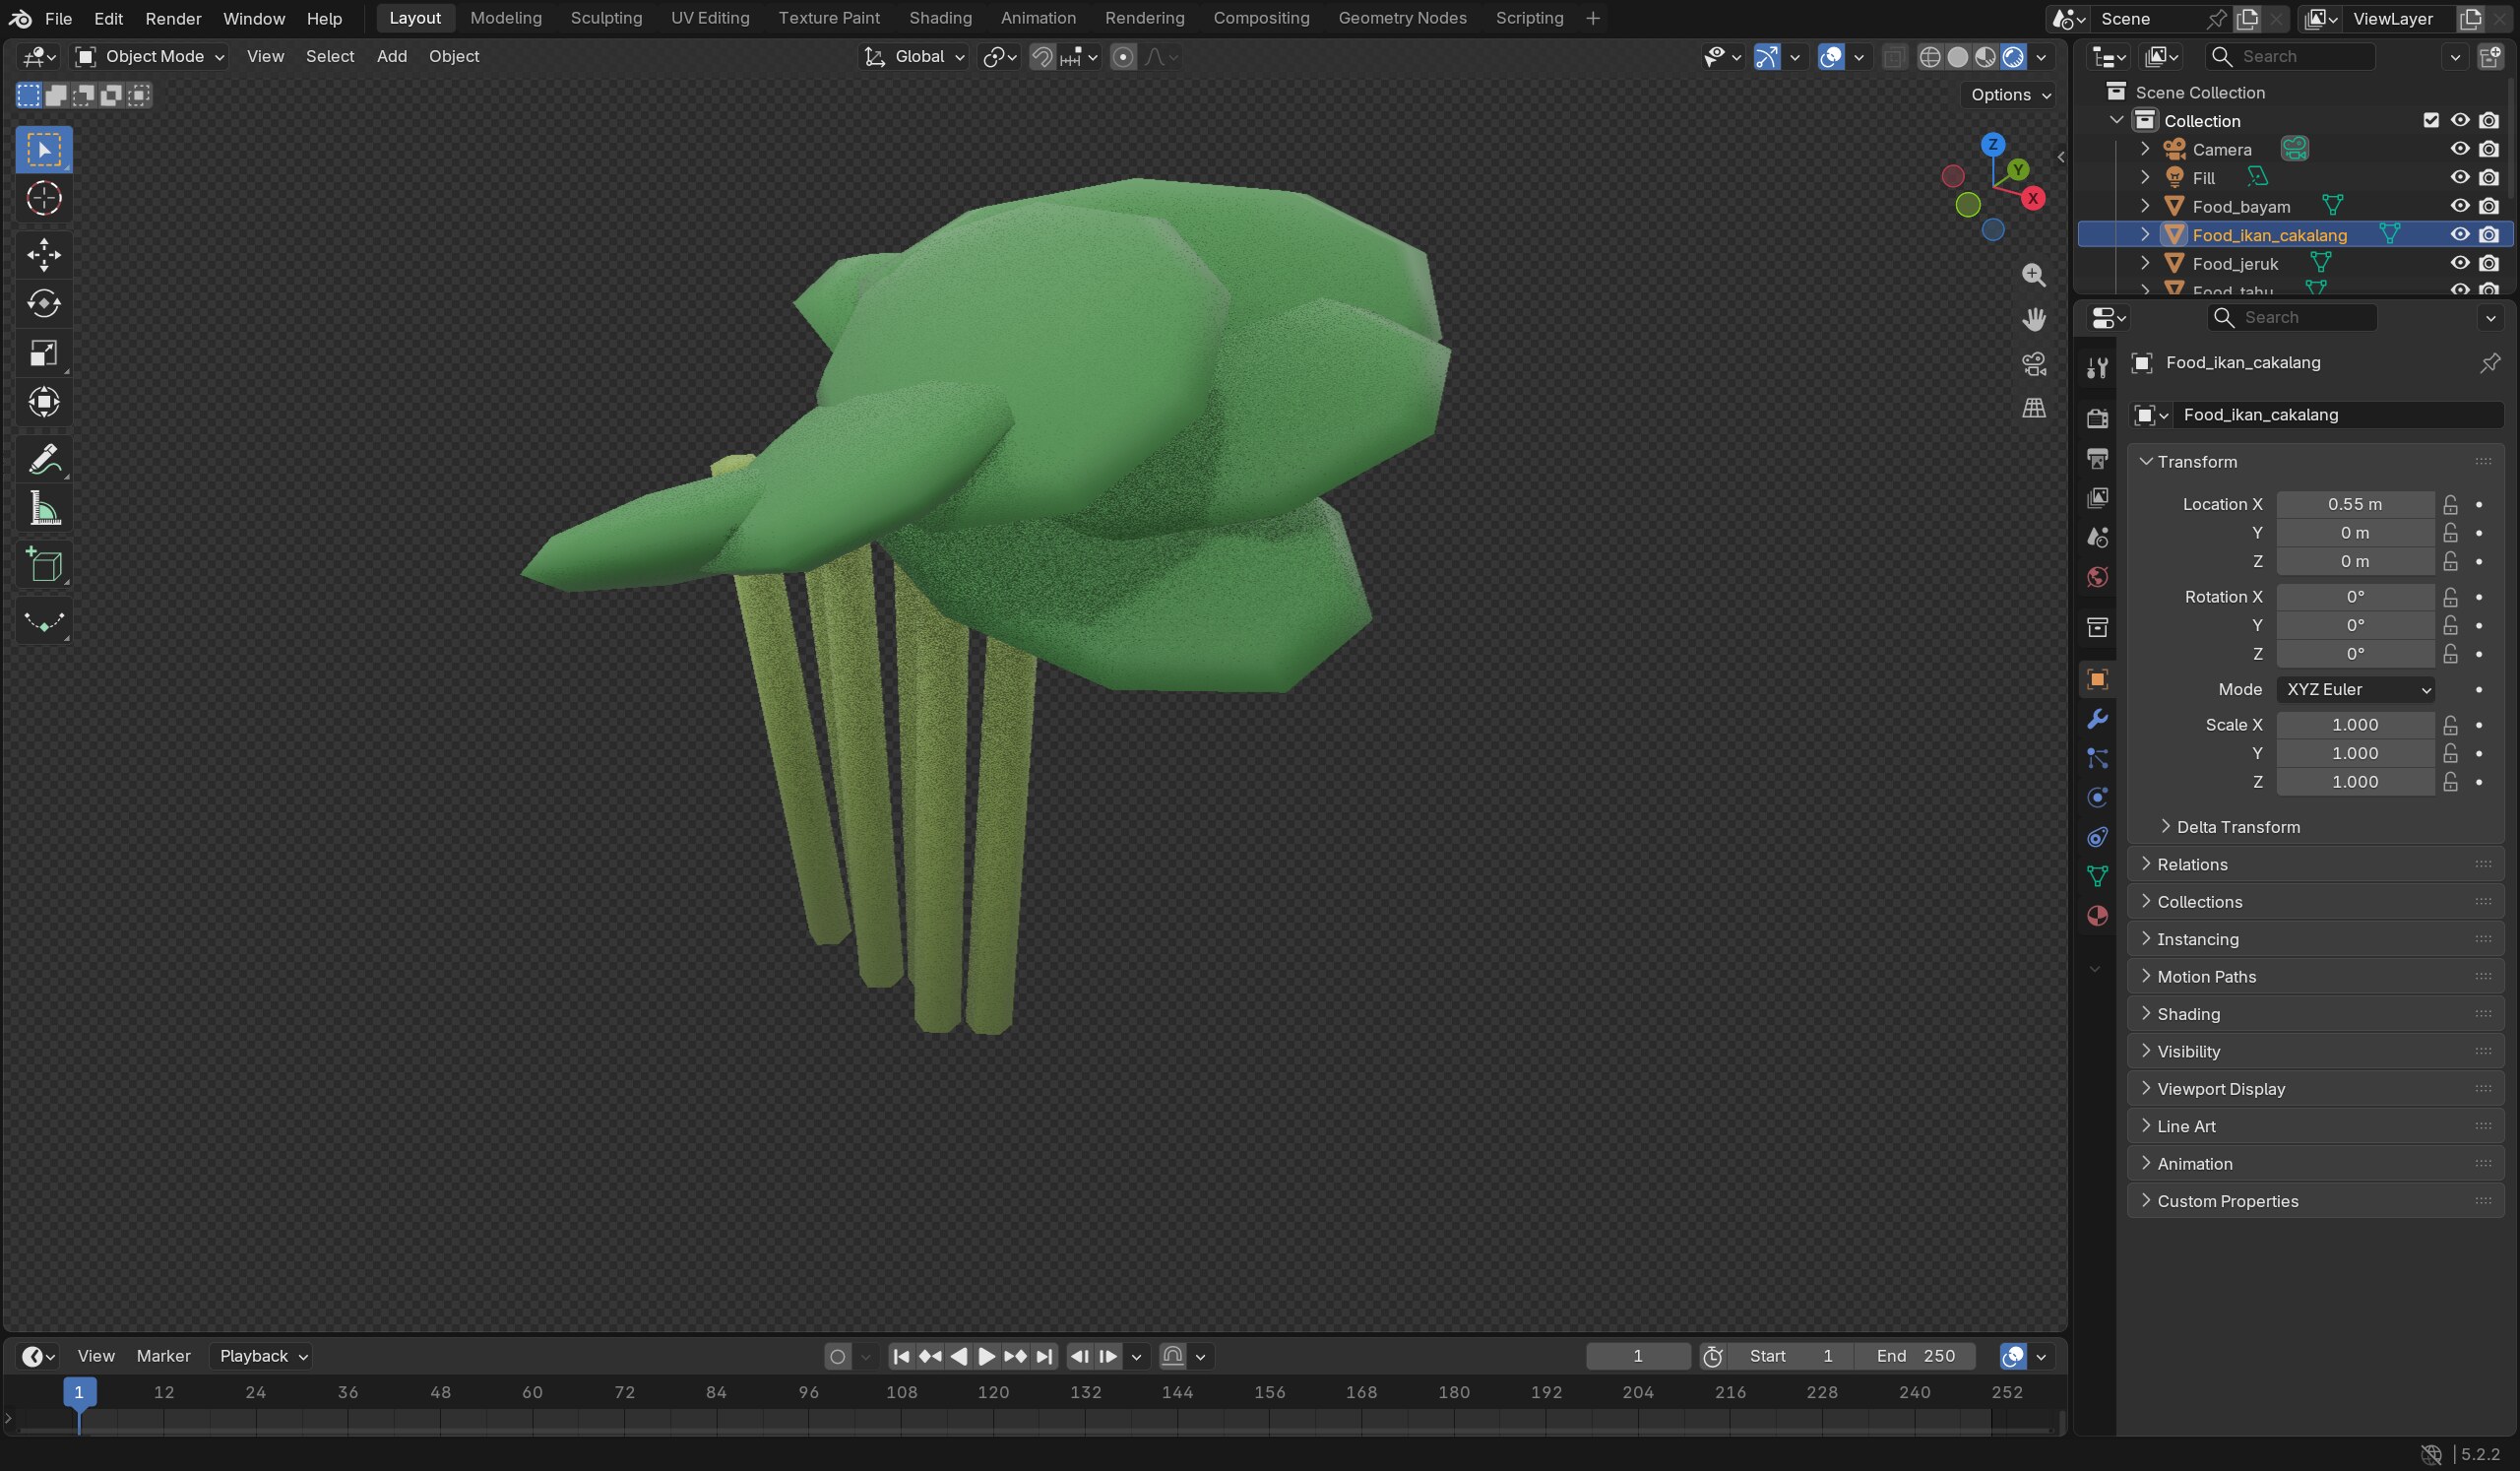 File Edit Render Window Help Layout Modeling Sculpting UV Editing Texture Paint Shading Animation Rendering Compositing Geometry Nodes Scripting + Scene ViewLayer
Object Mode View Select Add Object Global Search
Options
Scene Collection
Collection
Camera
Fill
Food_bayam
Food_ikan_cakalang
Food_jeruk
Food_tahu
Z
Y
X
Search
Food_ikan_cakalang
Food_ikan_cakalang
Transform
Location X 0.55 m
Y 0 m
Z 0 m
Rotation X 0°
Y 0°
Z 0°
Mode XYZ Euler
Scale X 1.000
Y 1.000
Z 1.000
Delta Transform
Relations
Collections
Instancing
Motion Paths
Shading
Visibility
Viewport Display
Line Art
Animation
Custom Properties
View Marker Playback 1 Start 1 End 250
1 12 24 36 48 60 72 84 96 108 120 132 144 156 168 180 192 204 216 228 240 252
5.2.2